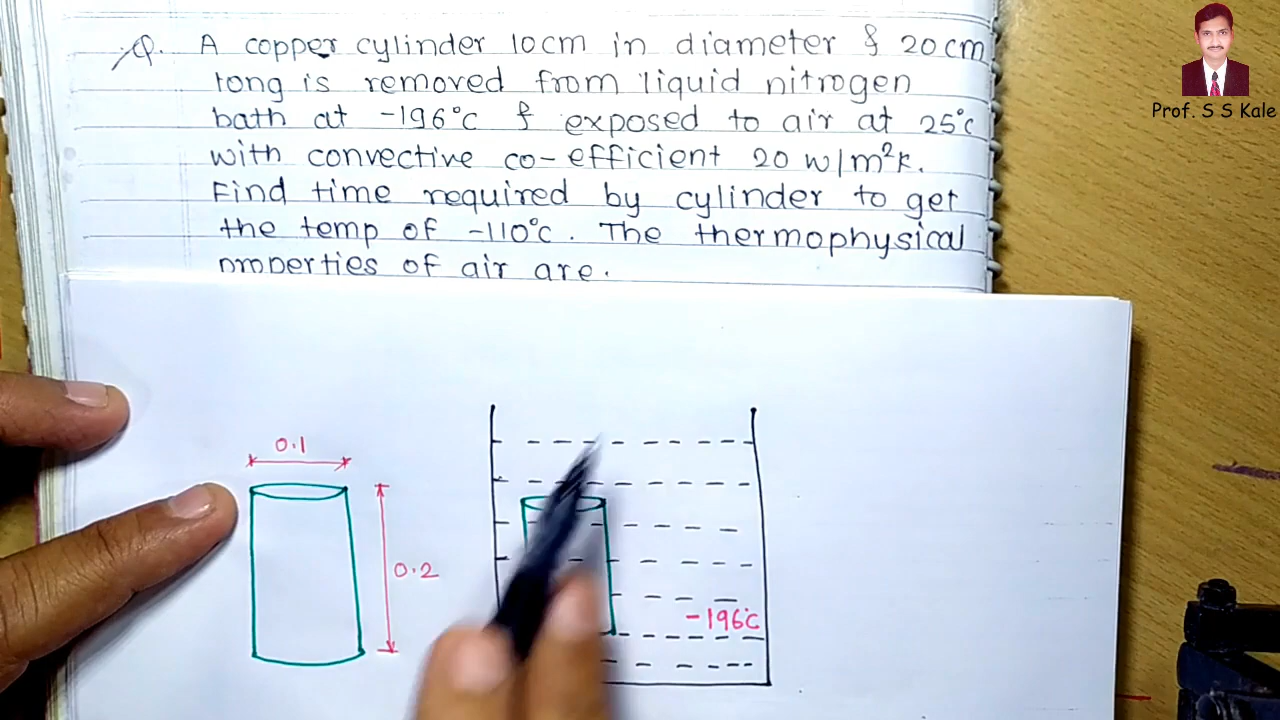 Q. A copper cylinder 10cm in diameter & 20cm
long is removed from liquid nitrogen
bath at -196°c & exposed to air at 25°c
with convective co-efficient 20 w/m²k.
Find time required by cylinder to get
the temp of -110°c. The thermophysical
properties of air are.
Prof. S S Kale
0.1
0.2
-196°c